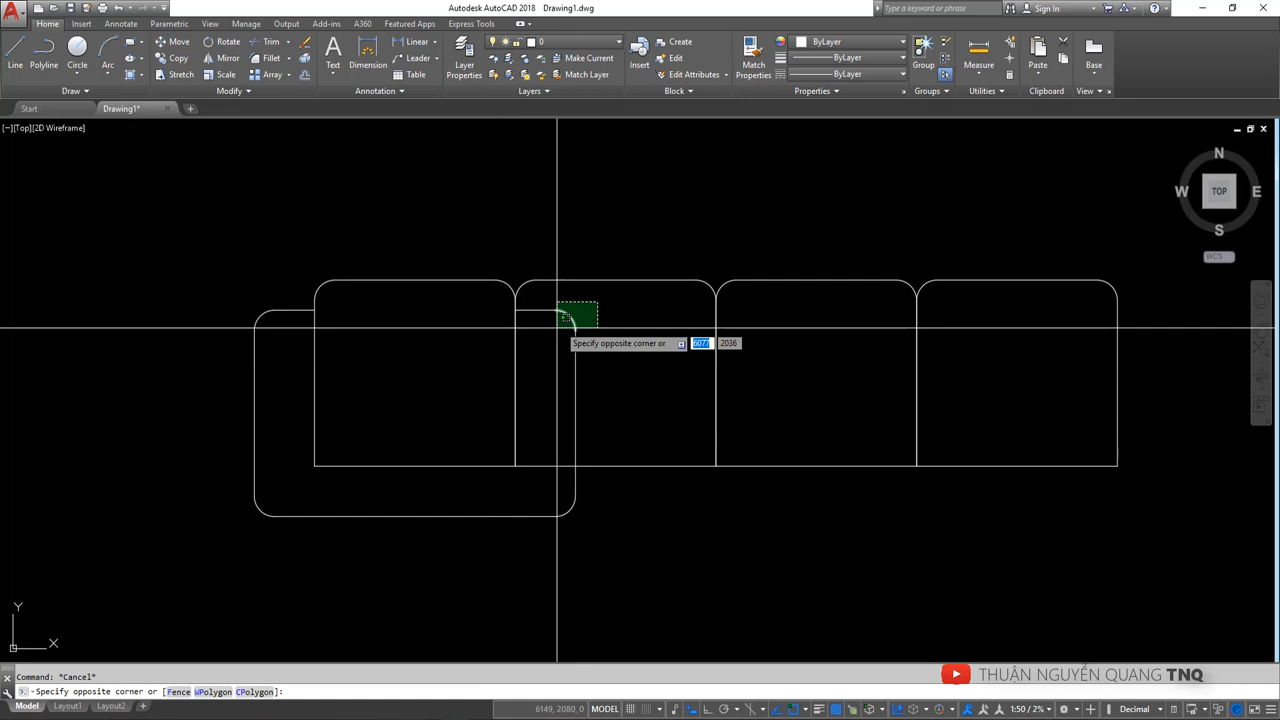 Autodesk AutoCAD 2018 Drawing1.dwg
Type a keyword or phrase
Sign In
Home Insert Annotate Parametric View Manage Output Add-ins A360 Featured Apps Express Tools
Line Polyline Circle Arc
Move Rotate Trim
Copy Mirror Fillet
Stretch Scale Array
Text Dimension
Linear
Leader
Table
Layer Properties
0
Make Current
Match Layer
Insert
Create
Edit
Edit Attributes
Match Properties
ByLayer
ByLayer
ByLayer
Group
Measure
Paste
Base
Draw Modify Annotation Layers Block Properties Groups Utilities Clipboard View
Start Drawing1*
[−][Top][2D Wireframe]
N
W TOP E
S
WCS
Specify opposite corner or 6077 2036
Y
X
Command: *Cancel*
Specify opposite corner or [Fence WPolygon CPolygon]:
THUẬN NGUYỄN QUANG TNQ
Model Layout1 Layout2
6149, 2080, 0 MODEL 1:50 / 2% Decimal